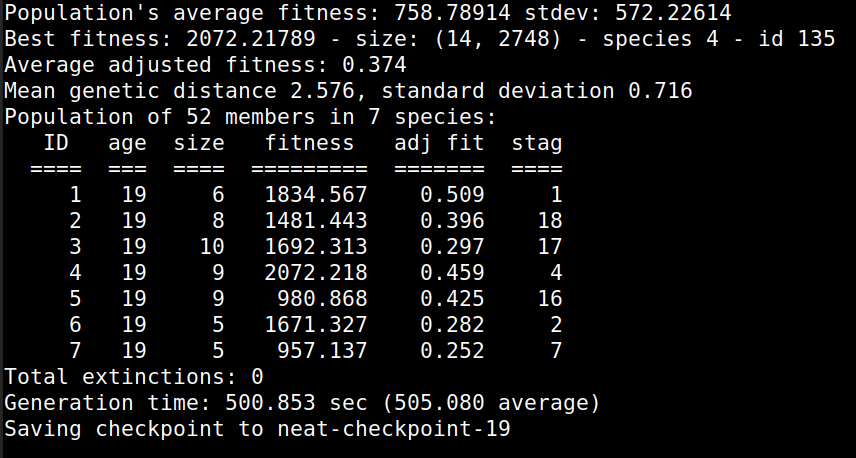 Population's average fitness: 758.78914 stdev: 572.22614
Best fitness: 2072.21789 - size: (14, 2748) - species 4 - id 135
Average adjusted fitness: 0.374
Mean genetic distance 2.576, standard deviation 0.716
Population of 52 members in 7 species:
   ID   age  size   fitness   adj fit  stag
  ====  ===  ====  =========  =======  ====
     1   19     6   1834.567    0.509     1
     2   19     8   1481.443    0.396    18
     3   19    10   1692.313    0.297    17
     4   19     9   2072.218    0.459     4
     5   19     9    980.868    0.425    16
     6   19     5   1671.327    0.282     2
     7   19     5    957.137    0.252     7
Total extinctions: 0
Generation time: 500.853 sec (505.080 average)
Saving checkpoint to neat-checkpoint-19